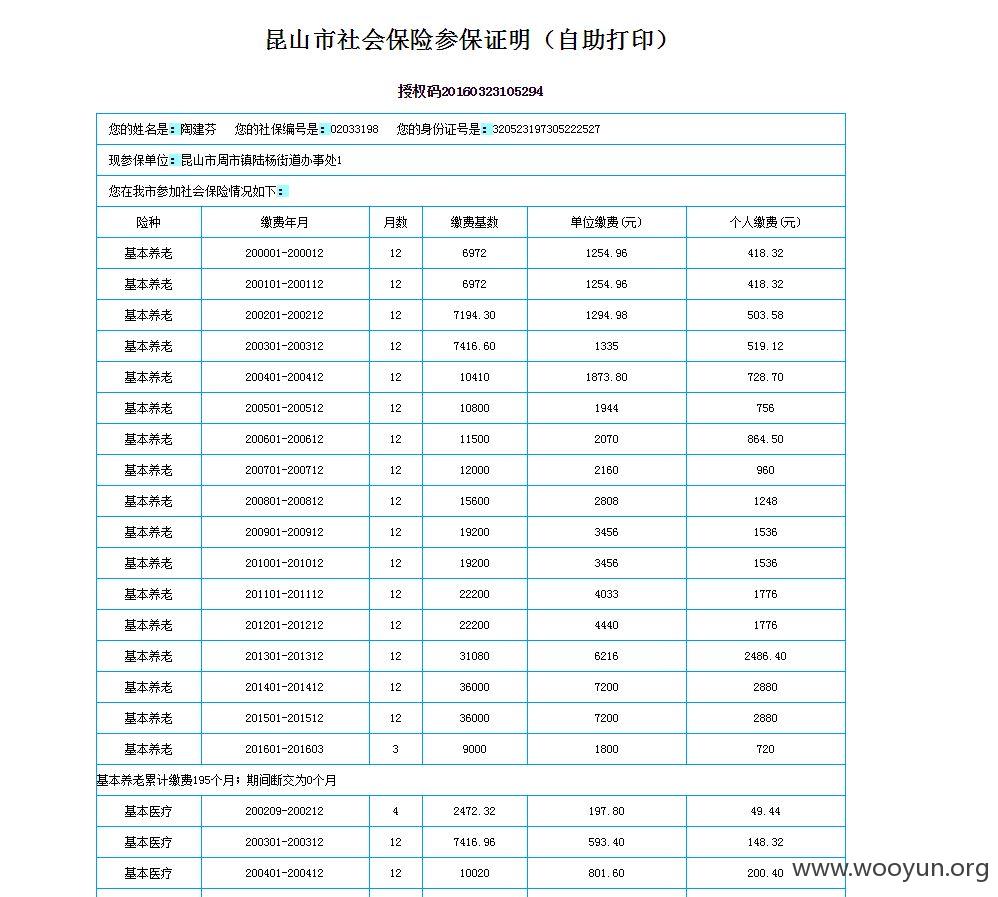 昆山市社会保险参保证明（自助打印）
授权码20160323105294
您的姓名是：陶建芬 您的社保编号是：02033198 您的身份证号是：320523197305222527
现参保单位：昆山市周市镇陆杨街道办事处1
您在我市参加社会保险情况如下：
险种 缴费年月 月数 缴费基数 单位缴费(元) 个人缴费(元)
基本养老 200001-200012 12 6972 1254.96 418.32
基本养老 200101-200112 12 6972 1254.96 418.32
基本养老 200201-200212 12 7194.30 1294.98 503.58
基本养老 200301-200312 12 7416.60 1335 519.12
基本养老 200401-200412 12 10410 1873.80 728.70
基本养老 200501-200512 12 10800 1944 756
基本养老 200601-200612 12 11500 2070 864.50
基本养老 200701-200712 12 12000 2160 960
基本养老 200801-200812 12 15600 2808 1248
基本养老 200901-200912 12 19200 3456 1536
基本养老 201001-201012 12 19200 3456 1536
基本养老 201101-201112 12 22200 4033 1776
基本养老 201201-201212 12 22200 4440 1776
基本养老 201301-201312 12 31080 6216 2486.40
基本养老 201401-201412 12 36000 7200 2880
基本养老 201501-201512 12 36000 7200 2880
基本养老 201601-201603 3 9000 1800 720
基本养老累计缴费195个月；期间断交为0个月
基本医疗 200209-200212 4 2472.32 197.80 49.44
基本医疗 200301-200312 12 7416.96 593.40 148.32
基本医疗 200401-200412 12 10020 801.60 200.40
www.wooyun.org